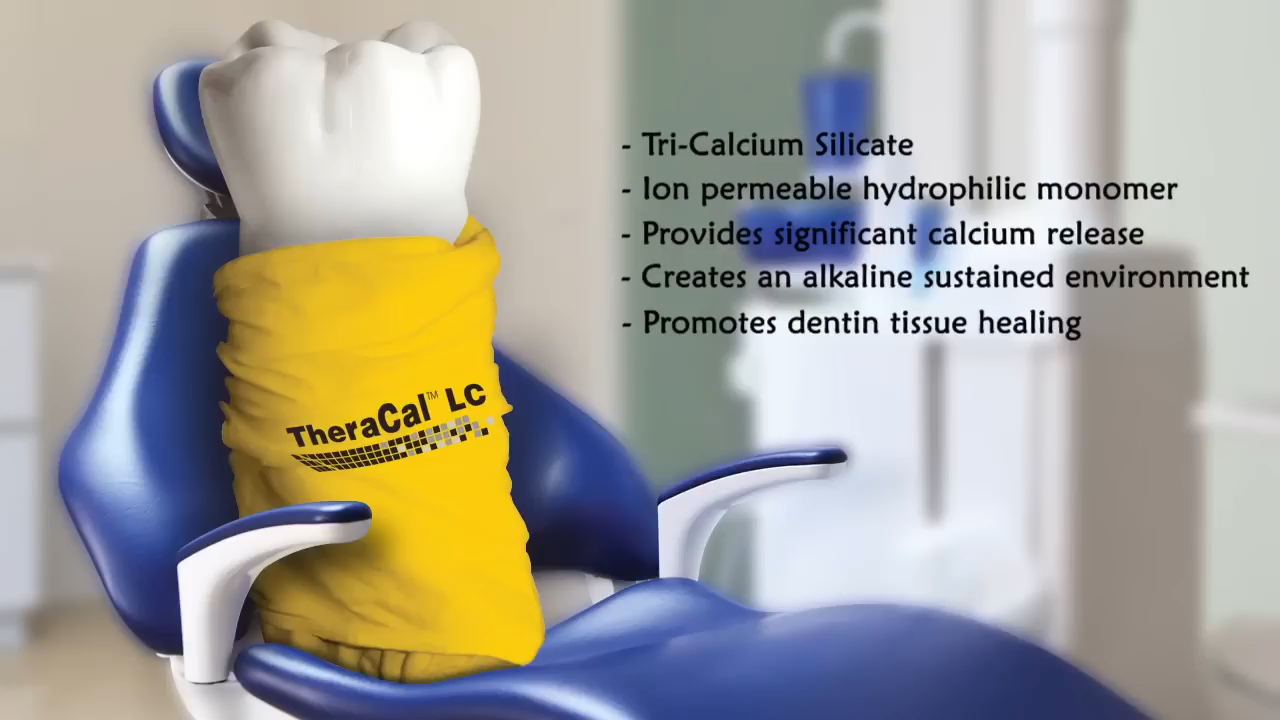 - Tri-Calcium Silicate
- Ion permeable hydrophilic monomer
- Provides significant calcium release
- Creates an alkaline sustained environment
- Promotes dentin tissue healing
TheraCal™ LC